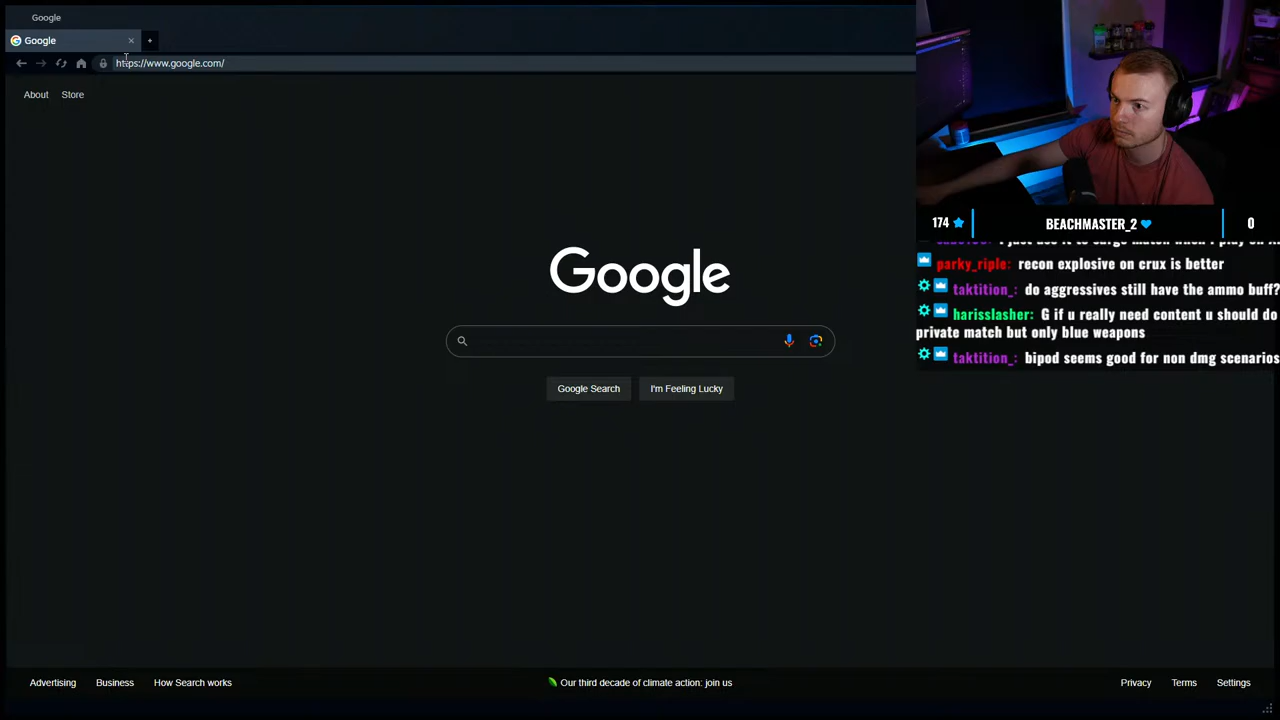 Google
Google
https://www.google.com/
About Store
Google
Google Search I'm Feeling Lucky
Advertising Business How Search works
Our third decade of climate action: join us
Privacy Terms Settings
174 BEACHMASTER_2 0
parky_riple: recon explosive on crux is better
taktition_: do aggressives still have the ammo buff?
harisslasher: G if u really need content u should do
private match but only blue weapons
taktition_: bipod seems good for non dmg scenarios